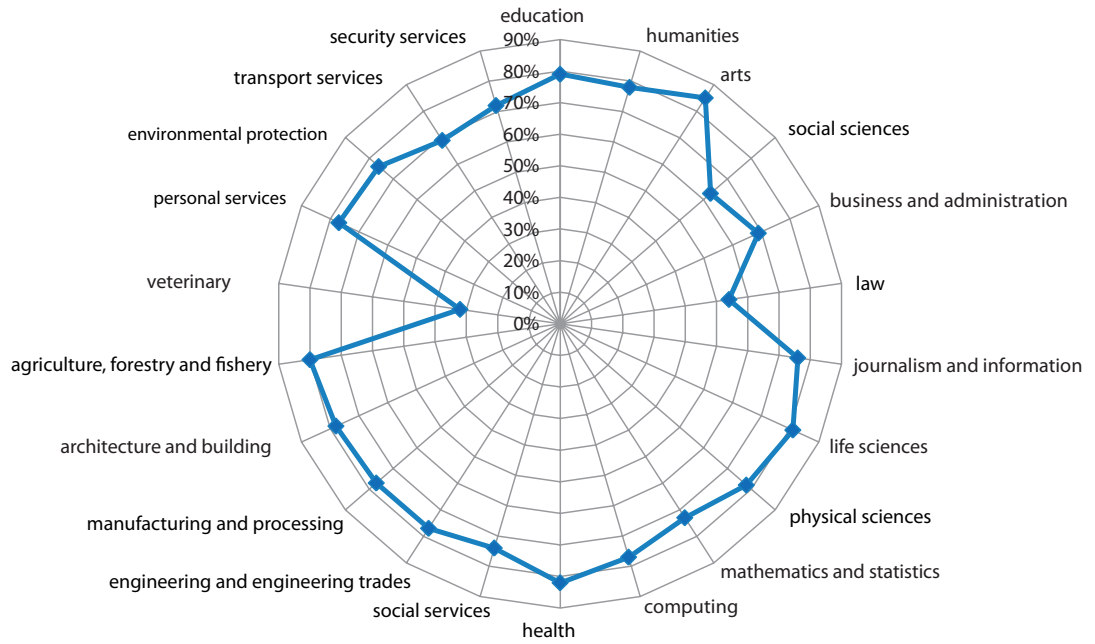 education
90%
80%
70%
60%
50%
40%
30%
20%
10%
0%
humanities
arts
social sciences
business and administration
law
journalism and information
life sciences
physical sciences
mathematics and statistics
computing
health
social services
engineering and engineering trades
manufacturing and processing
architecture and building
agriculture, forestry and fishery
veterinary
personal services
environmental protection
transport services
security services